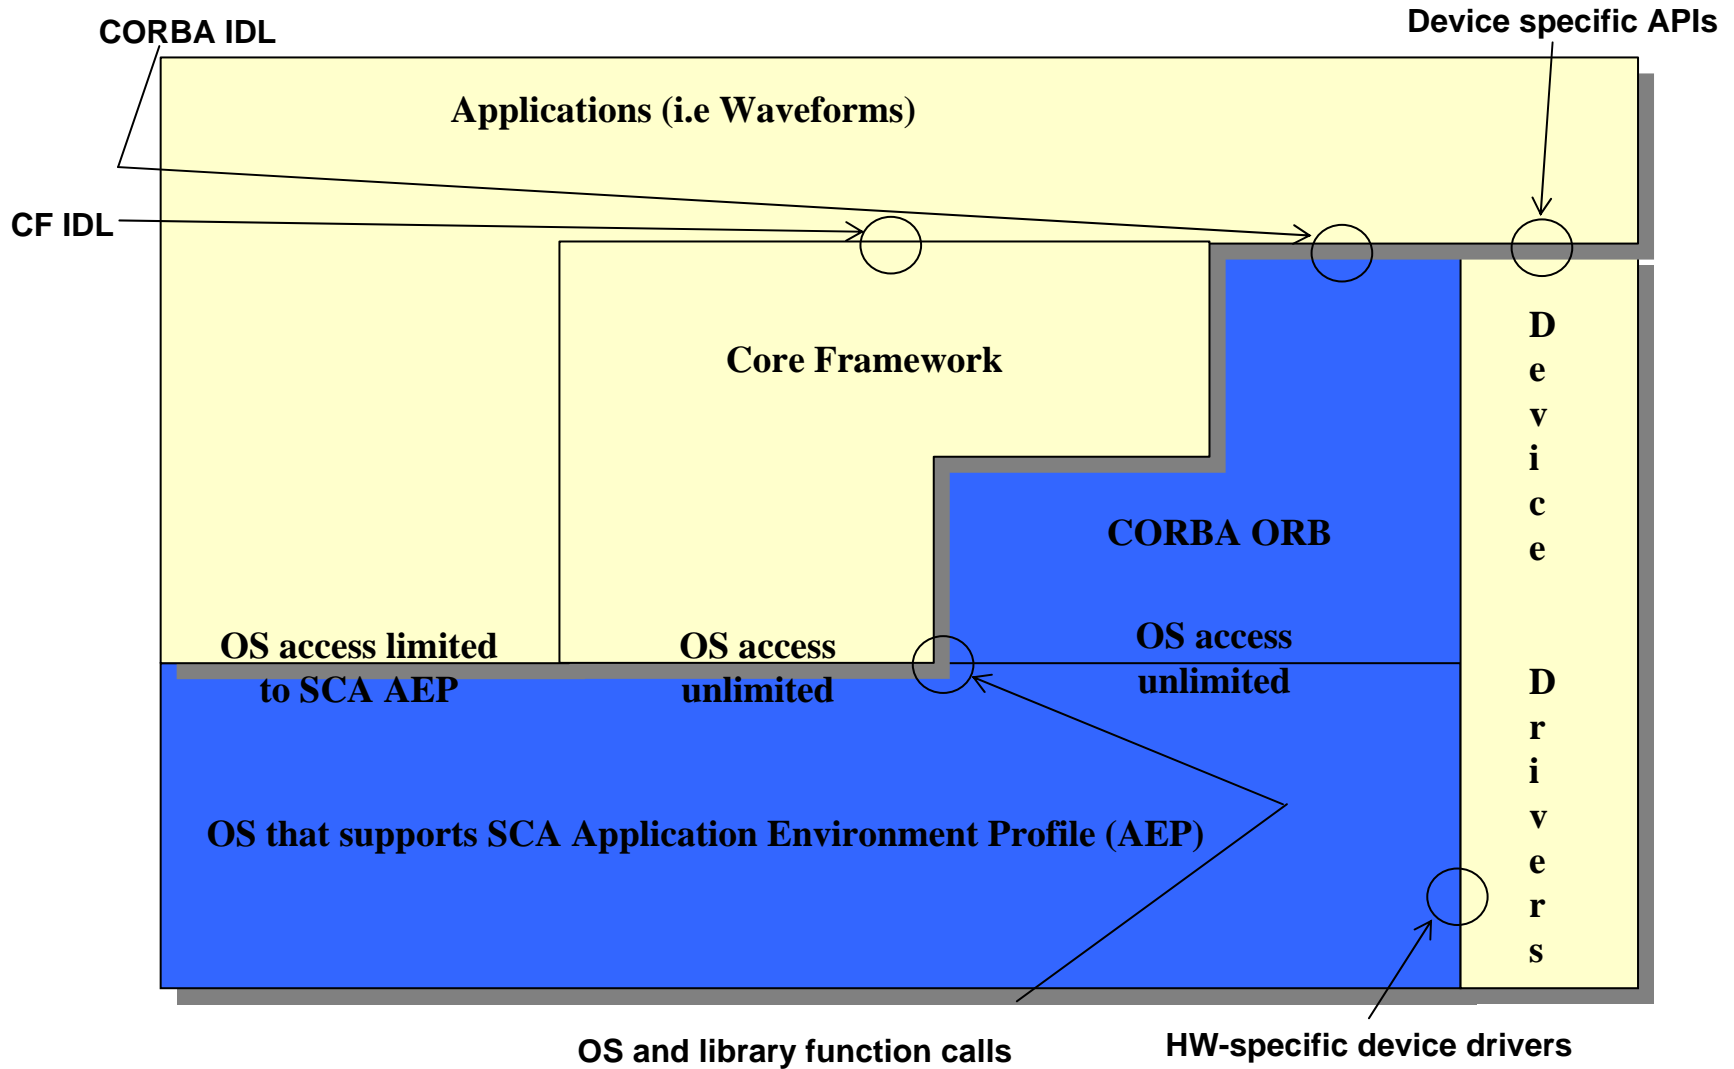 Device specific APIs
CORBA IDL
Applications (i.e Waveforms)
CF IDL
Core Framework
CORBA ORB
OS access limited
to SCA AEP
OS access
unlimited
OS access
unlimited
Device
Drivers
OS that supports SCA Application Environment Profile (AEP)
OS and library function calls
HW-specific device drivers